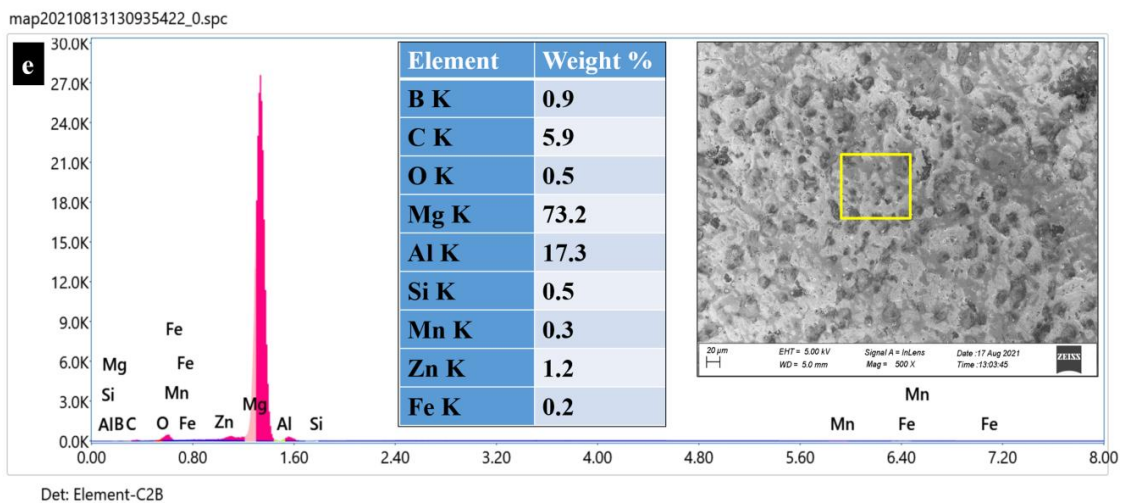 map20210813130935422_0.spc
e
30.0K
27.0K
24.0K
21.0K
18.0K
15.0K
12.0K
9.0K
6.0K
3.0K
0.0K
Fe
Mg Fe
Si Mn Mg Mn
Al B C O Fe Zn Al Si Mn Fe Fe
0.00 0.80 1.60 2.40 3.20 4.00 4.80 5.60 6.40 7.20 8.00
Element Weight %
B K 0.9
C K 5.9
O K 0.5
Mg K 73.2
Al K 17.3
Si K 0.5
Mn K 0.3
Zn K 1.2
Fe K 0.2
20 µm EHT = 5.00 kV Signal A = InLens Date :17 Aug 2021 ZEISS
WD = 5.0 mm Mag = 500 X Time :13:03:45
Det: Element-C2B